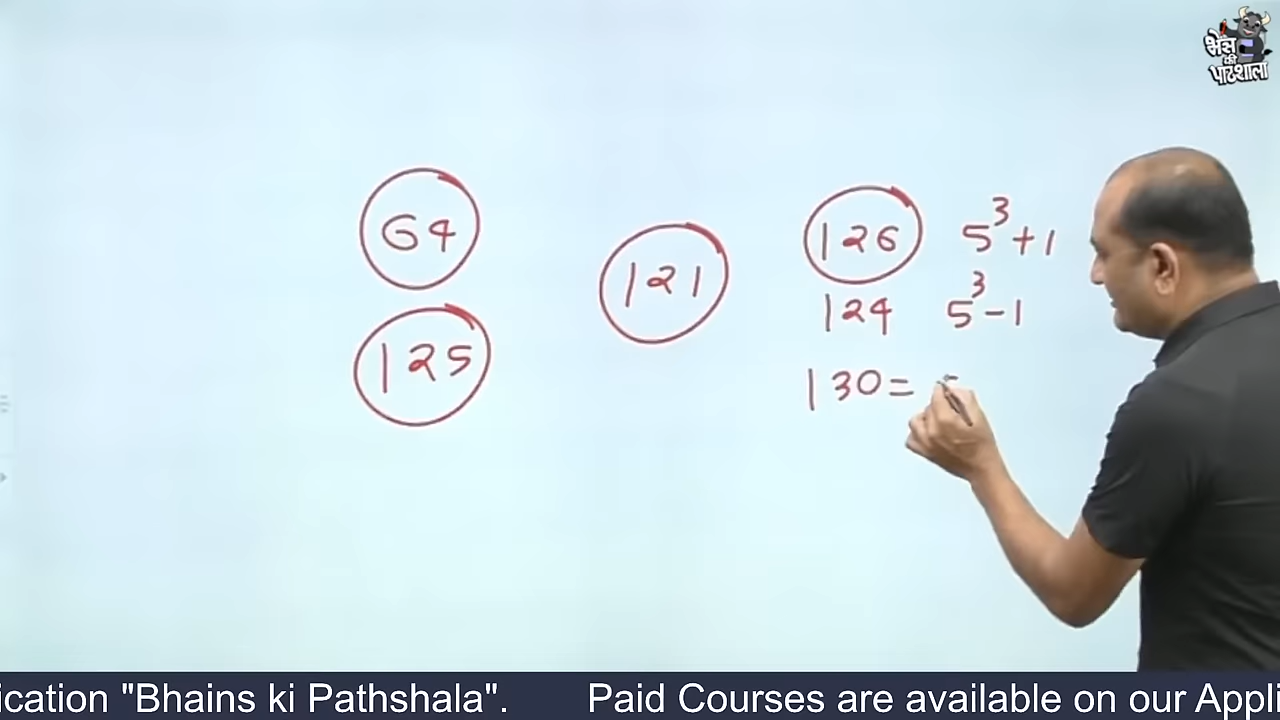 भैंस
की
पाठशाला
64
125
121
126 5³+1
124 5³-1
130=
ication "Bhains ki Pathshala". Paid Courses are available on our Appli